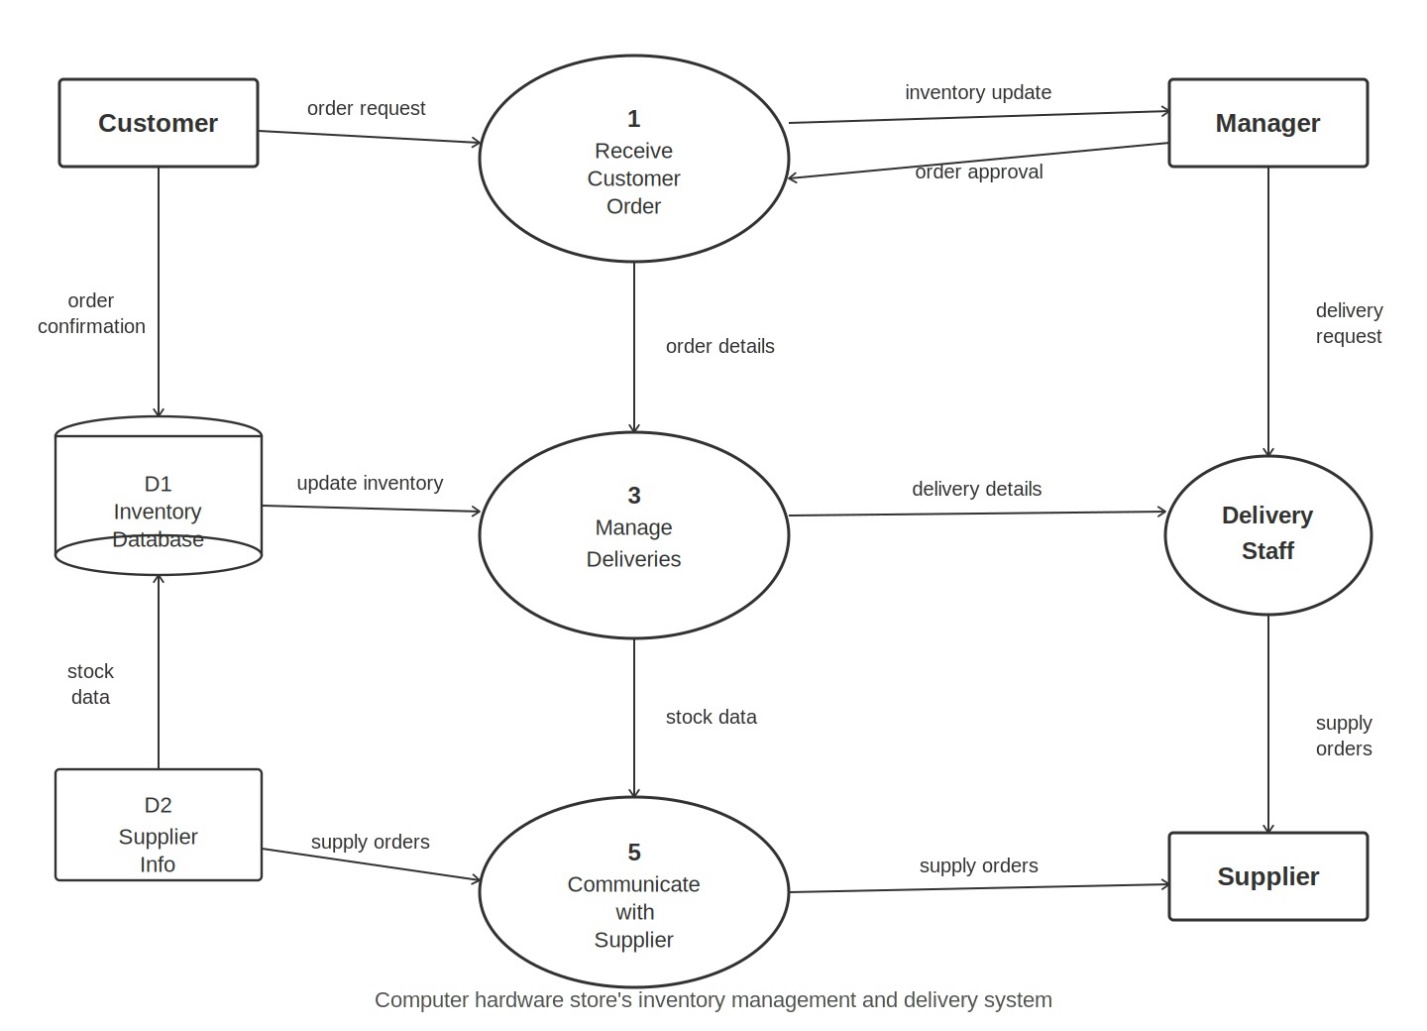 Customer
order request
1
Receive
Customer
Order
inventory update
order approval
Manager
order
confirmation
order details
delivery
request
D1
Inventory
Database
update inventory
3
Manage
Deliveries
delivery details
Delivery
Staff
stock
data
stock data
supply
orders
D2
Supplier
Info
supply orders
5
Communicate
with
Supplier
supply orders
Supplier
Computer hardware store's inventory management and delivery system